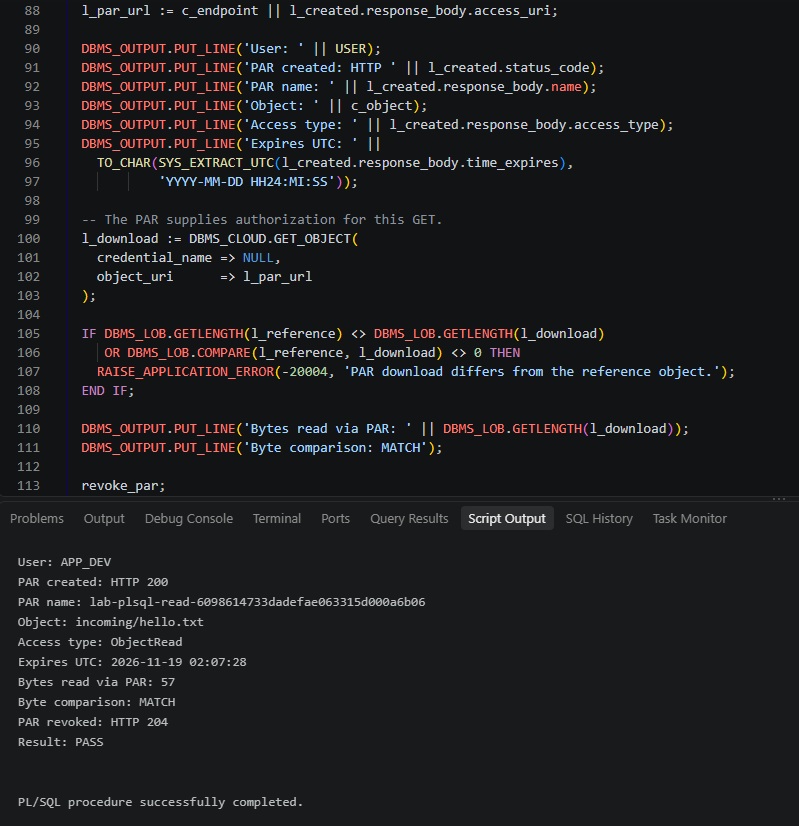 88 l_par_url := c_endpoint || l_created.response_body.access_uri;
89
90 DBMS_OUTPUT.PUT_LINE('User: ' || USER);
91 DBMS_OUTPUT.PUT_LINE('PAR created: HTTP ' || l_created.status_code);
92 DBMS_OUTPUT.PUT_LINE('PAR name: ' || l_created.response_body.name);
93 DBMS_OUTPUT.PUT_LINE('Object: ' || c_object);
94 DBMS_OUTPUT.PUT_LINE('Access type: ' || l_created.response_body.access_type);
95 DBMS_OUTPUT.PUT_LINE('Expires UTC: ' ||
96   TO_CHAR(SYS_EXTRACT_UTC(l_created.response_body.time_expires),
97           'YYYY-MM-DD HH24:MI:SS'));
98
99 -- The PAR supplies authorization for this GET.
100 l_download := DBMS_CLOUD.GET_OBJECT(
101   credential_name => NULL,
102   object_uri      => l_par_url
103 );
104
105 IF DBMS_LOB.GETLENGTH(l_reference) <> DBMS_LOB.GETLENGTH(l_download)
106    OR DBMS_LOB.COMPARE(l_reference, l_download) <> 0 THEN
107   RAISE_APPLICATION_ERROR(-20004, 'PAR download differs from the reference object.');
108 END IF;
109
110 DBMS_OUTPUT.PUT_LINE('Bytes read via PAR: ' || DBMS_LOB.GETLENGTH(l_download));
111 DBMS_OUTPUT.PUT_LINE('Byte comparison: MATCH');
112
113 revoke_par;
Problems Output Debug Console Terminal Ports Query Results Script Output SQL History Task Monitor
User: APP_DEV
PAR created: HTTP 200
PAR name: lab-plsql-read-6098614733dadefae063315d000a6b06
Object: incoming/hello.txt
Access type: ObjectRead
Expires UTC: 2026-11-19 02:07:28
Bytes read via PAR: 57
Byte comparison: MATCH
PAR revoked: HTTP 204
Result: PASS
PL/SQL procedure successfully completed.